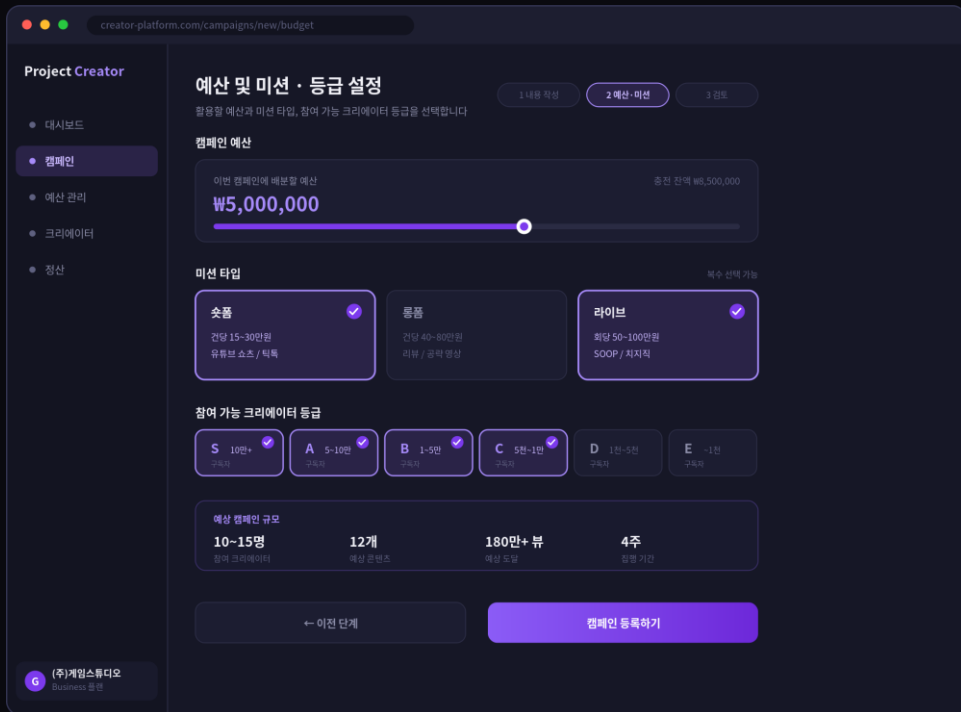 creator-platform.com/campaigns/new/budget
Project Creator
대시보드
캠페인
예산 관리
크리에이터
정산
(주)게임스튜디오
Business 플랜
G
예산 및 미션 · 등급 설정
활용할 예산과 미션 타입, 참여 가능 크리에이터 등급을 선택합니다
1 내용 작성
2 예산·미션
3 검토
캠페인 예산
이번 캠페인에 배분할 예산
충전 잔액 ₩8,500,000
₩5,000,000
미션 타입
복수 선택 가능
숏폼
건당 15~30만원
유튜브 쇼츠 / 틱톡
롱폼
건당 40~80만원
리뷰 / 공략 영상
라이브
회당 50~100만원
SOOP / 치지직
참여 가능 크리에이터 등급
S 10만+
구독자
A 5~10만
구독자
B 1~5만
구독자
C 5천~1만
구독자
D 1천~5천
구독자
E ~1천
구독자
예상 캠페인 규모
10~15명
참여 크리에이터
12개
예상 콘텐츠
180만+ 뷰
예상 도달
4주
집행 기간
← 이전 단계
캠페인 등록하기